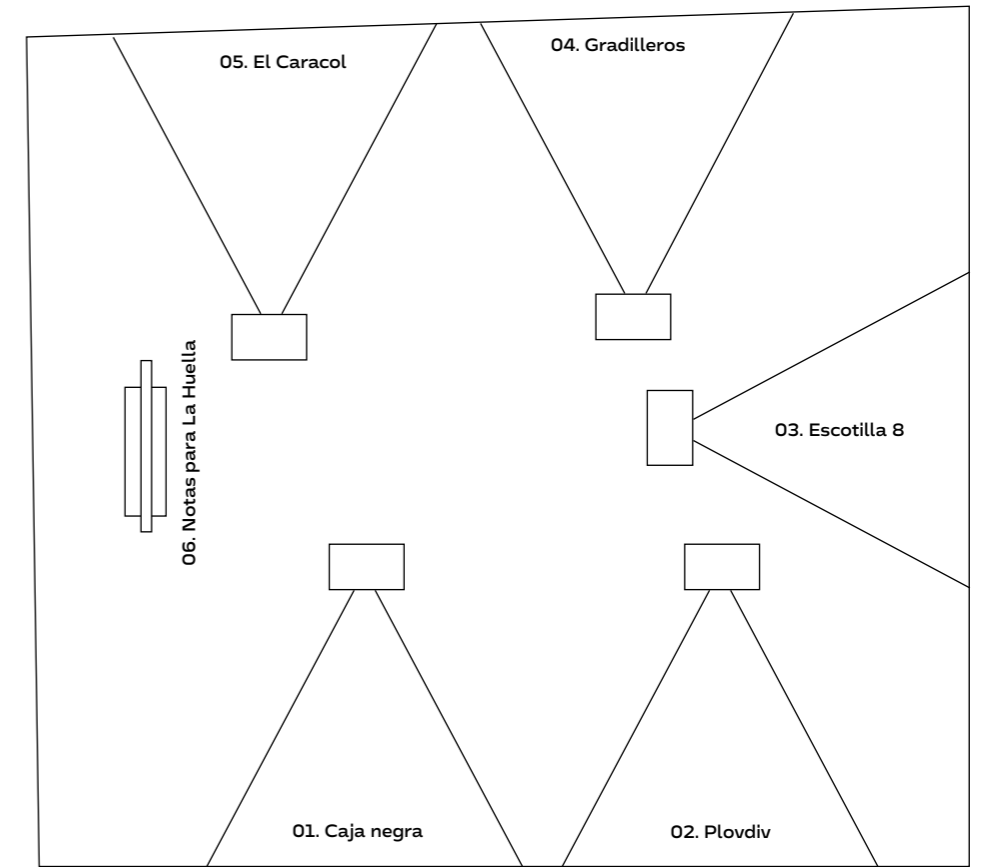 05. El Caracol
04. Gradilleros
03. Escotilla 8
06. Notas para La Huella
01. Caja negra
02. Plovdiv